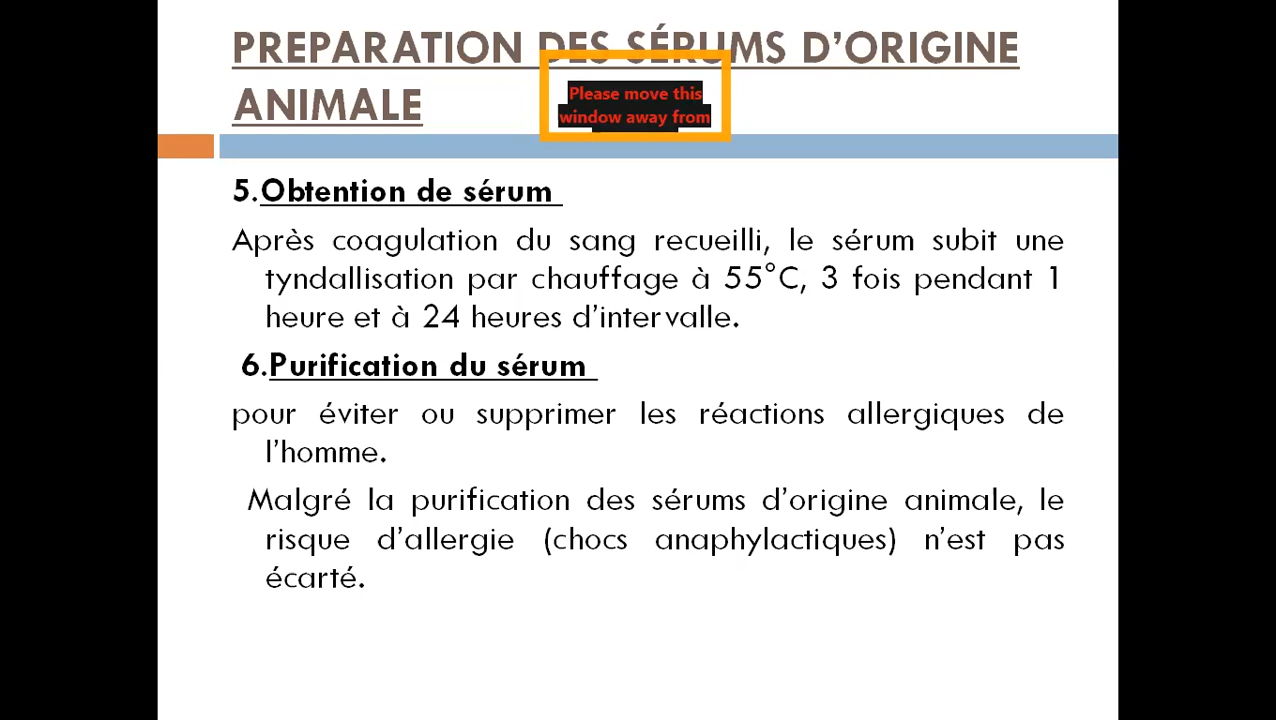 PREPARATION DES SÉRUMS D’ORIGINE
ANIMALE
Please move this
window away from
5.Obtention de sérum
Après coagulation du sang recueilli, le sérum subit une
tyndallisation par chauffage à 55°C, 3 fois pendant 1
heure et à 24 heures d’intervalle.
6.Purification du sérum
pour éviter ou supprimer les réactions allergiques de
l’homme.
Malgré la purification des sérums d’origine animale, le
risque d’allergie (chocs anaphylactiques) n’est pas
écarté.